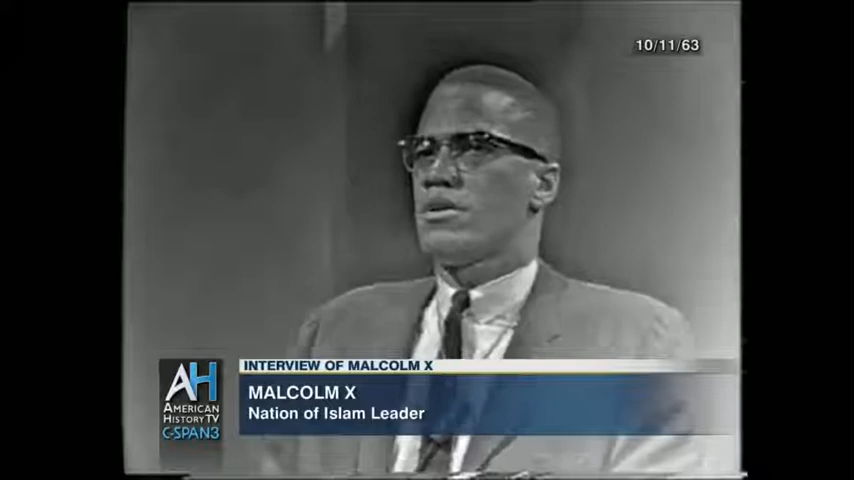 10/11/63
INTERVIEW OF MALCOLM X
MALCOLM X
Nation of Islam Leader
AH
AMERICAN
HISTORY TV
C-SPAN3